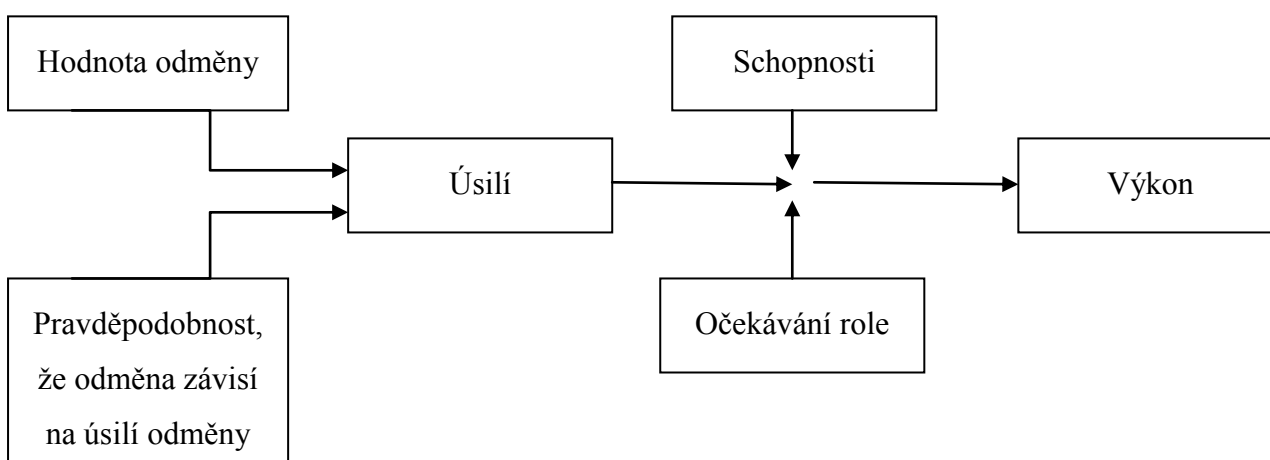 Hodnota odměny
Schopnosti
Úsilí
Výkon
Pravděpodobnost,
že odměna závisí
na úsilí odměny
Očekávání role